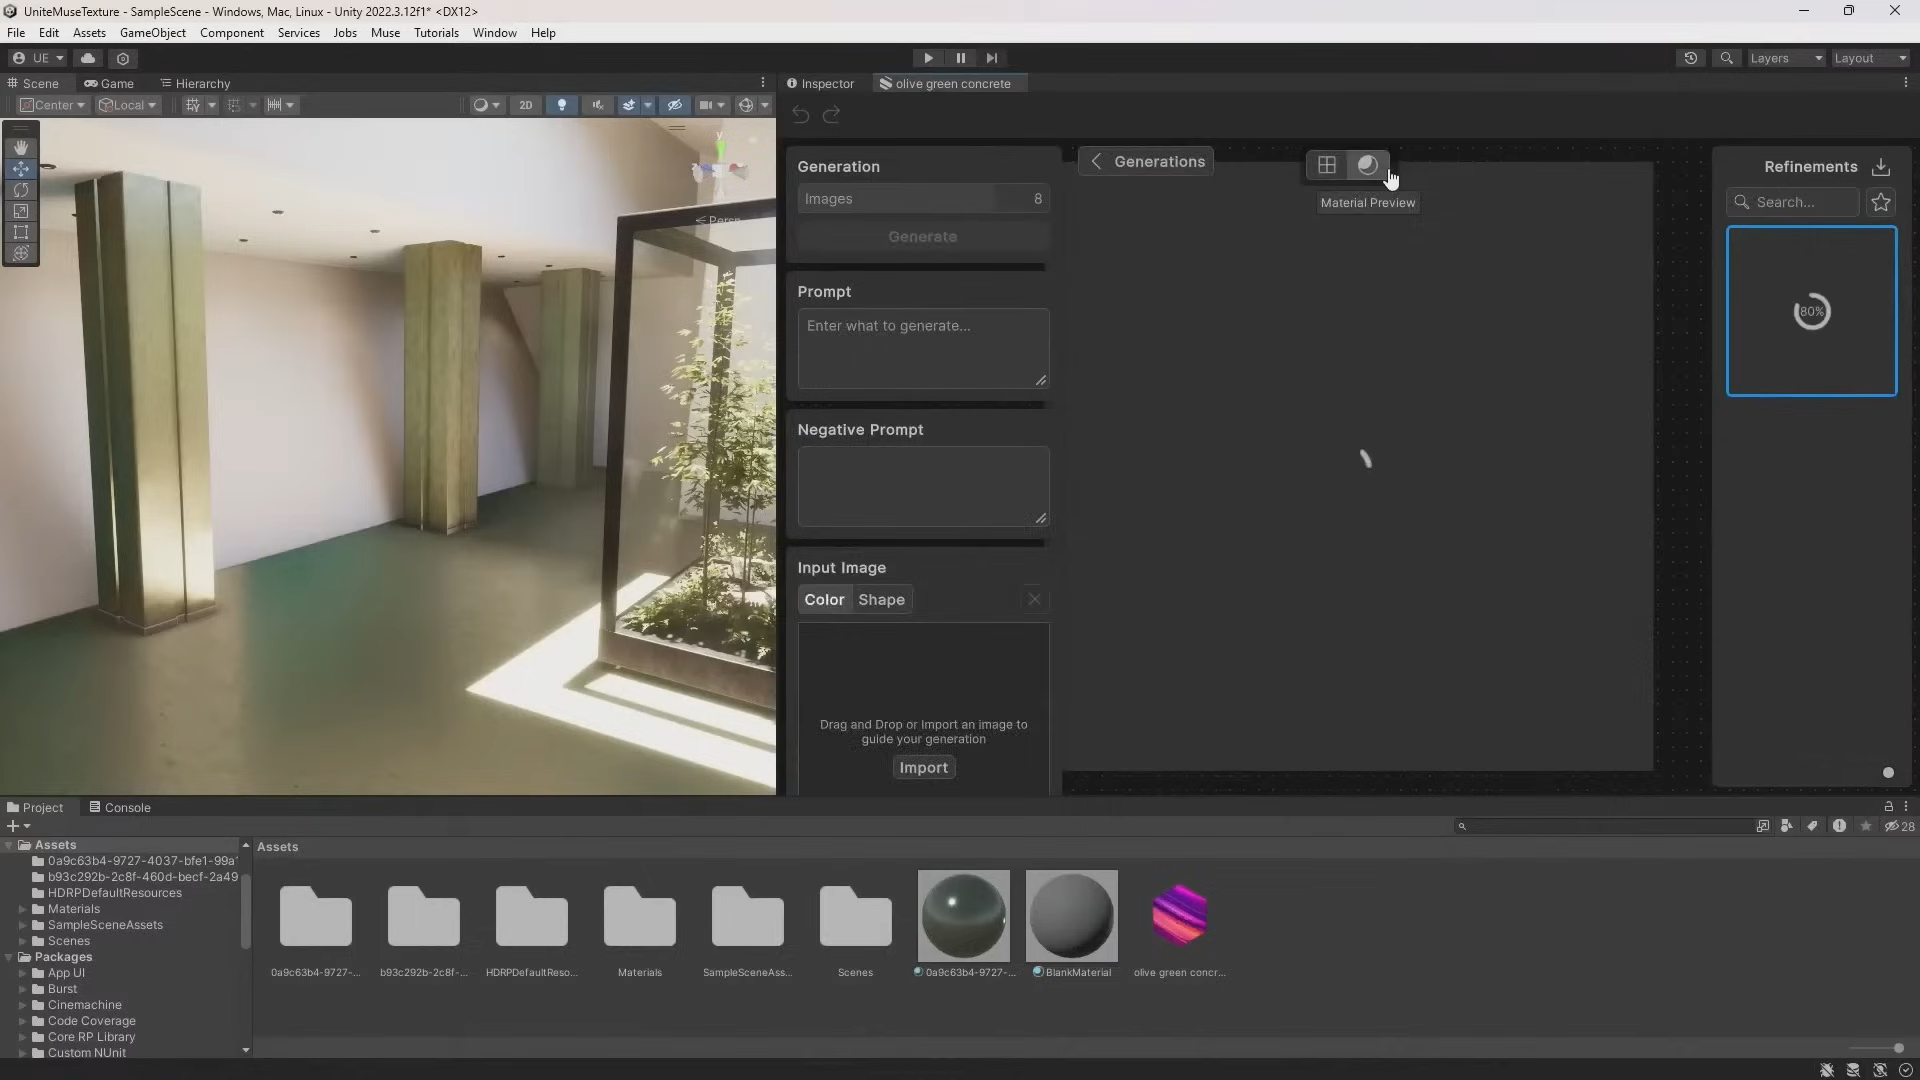 UniteMuseTexture - SampleScene - Windows, Mac, Linux - Unity 2022.3.12f1* <DX12>
File Edit Assets GameObject Component Services Jobs Muse Tutorials Window Help
UE
Layers
Layout
Scene
Game
Hierarchy
Inspector
olive green concrete
Center
Local
2D
y
Persp
Generation
Images 8
Generate
Prompt
Enter what to generate...
Negative Prompt
Input Image
Color Shape
Drag and Drop or Import an image to
guide your generation
Import
Generations
Material Preview
Refinements
Search...
80%
Project
Console
28
Assets
0a9c63b4-9727-4037-bfe1-99a
b93c292b-2c8f-460d-becf-2a49
HDRPDefaultResources
Materials
SampleSceneAssets
Scenes
Packages
App UI
Burst
Cinemachine
Code Coverage
Core RP Library
Custom NUnit
Assets
0a9c63b4-9727-...
b93c292b-2c8f-...
HDRPDefaultReso...
Materials
SampleSceneAss...
Scenes
0a9c63b4-9727-...
BlankMaterial
olive green concr...